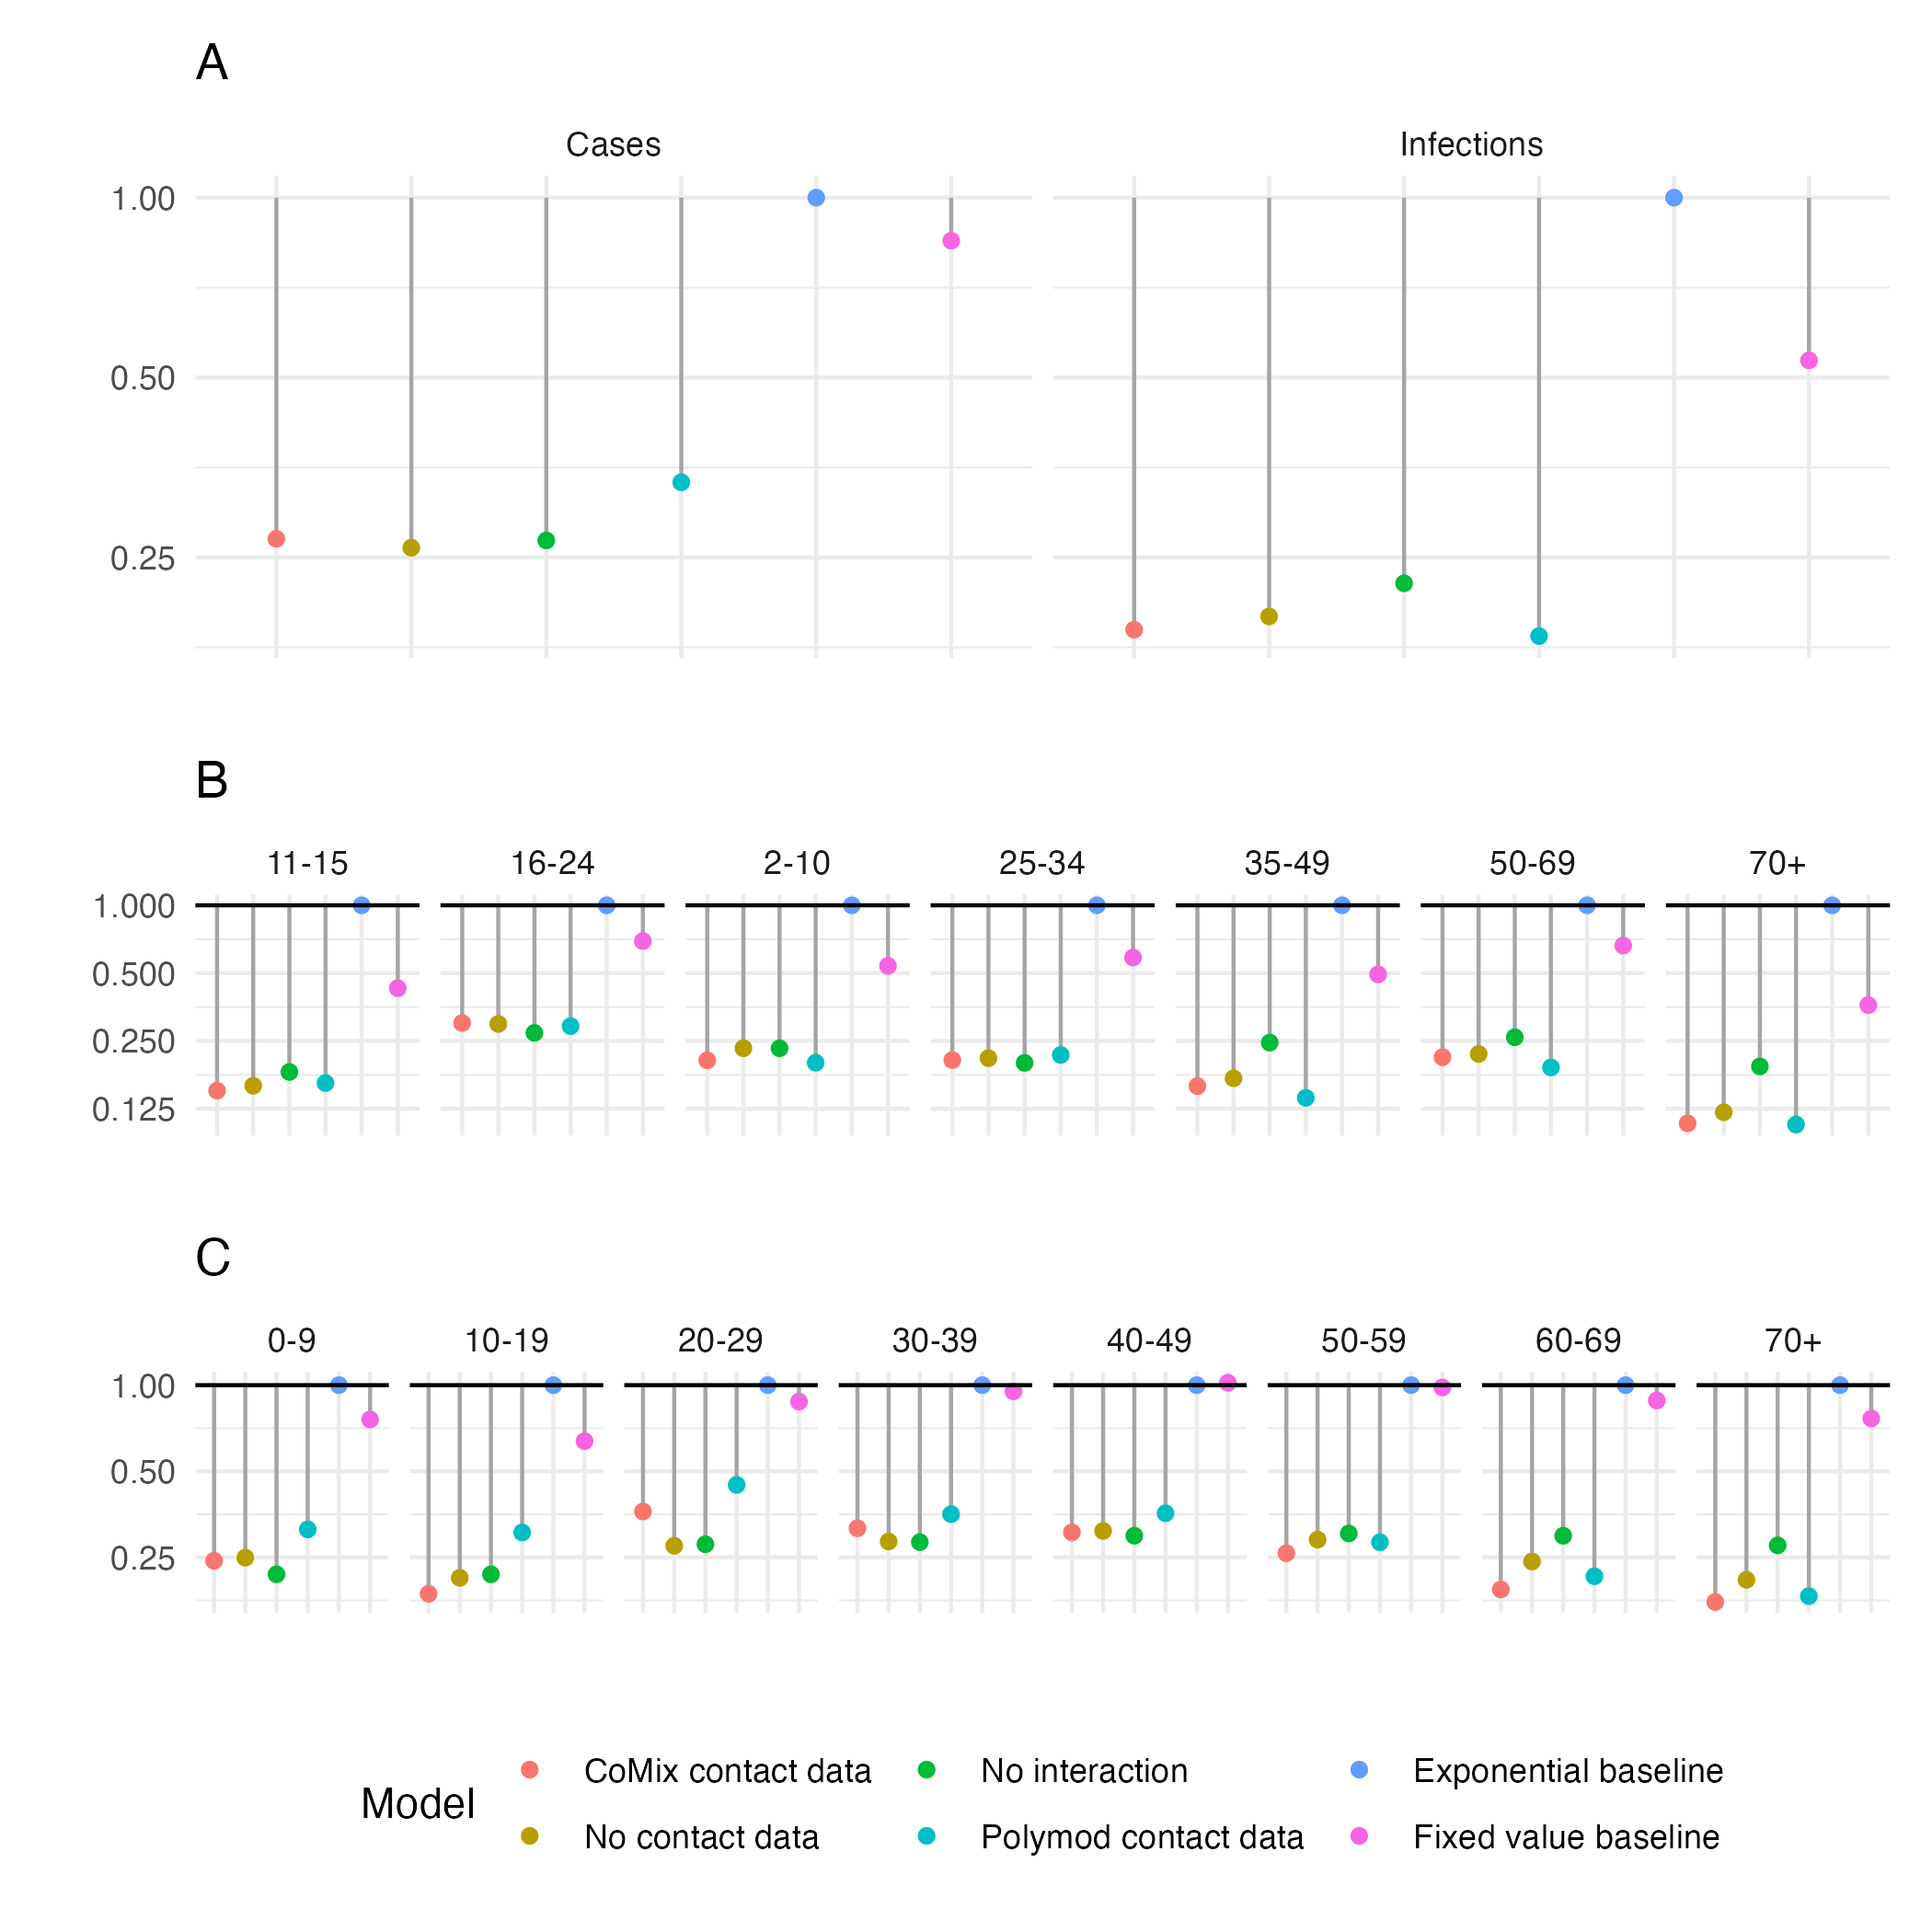 A
Cases Infections
1.00
0.50
0.25
B
11-15 16-24 2-10 25-34 35-49 50-69 70+
1.000
0.500
0.250
0.125
C
0-9 10-19 20-29 30-39 40-49 50-59 60-69 70+
1.00
0.50
0.25
Model
CoMix contact data No interaction Exponential baseline
No contact data Polymod contact data Fixed value baseline